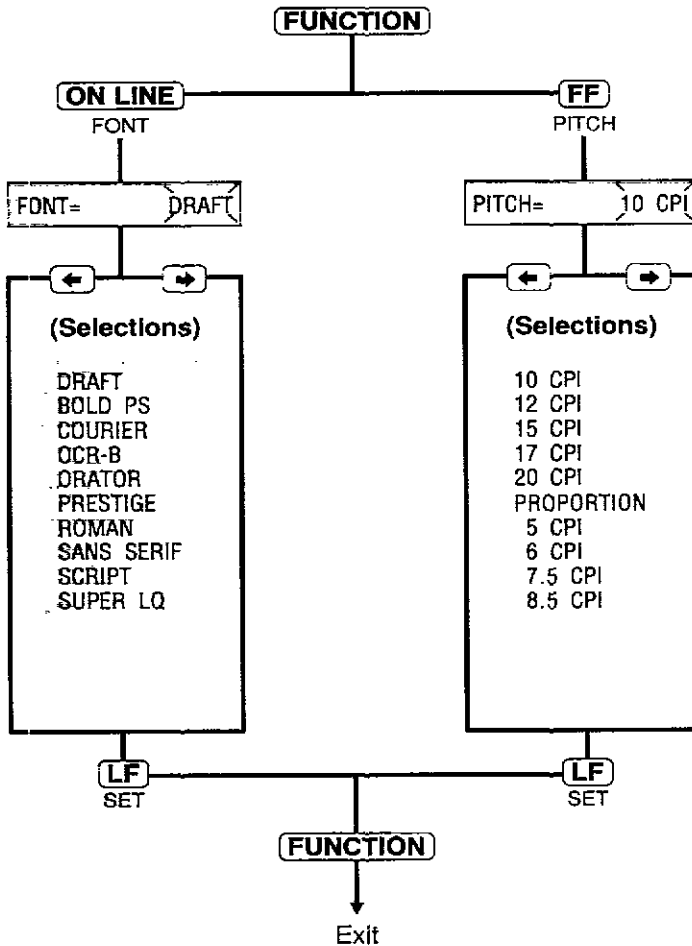 FUNCTION
ON LINE
FONT
FF
PITCH
FONT= DRAFT
PITCH= 10 CPI
(Selections)
DRAFT
BOLD PS
COURIER
OCR-B
ORATOR
PRESTIGE
ROMAN
SANS SERIF
SCRIPT
SUPER LQ
(Selections)
10 CPI
12 CPI
15 CPI
17 CPI
20 CPI
PROPORTION
5 CPI
6 CPI
7.5 CPI
8.5 CPI
LF
SET
LF
SET
FUNCTION
Exit